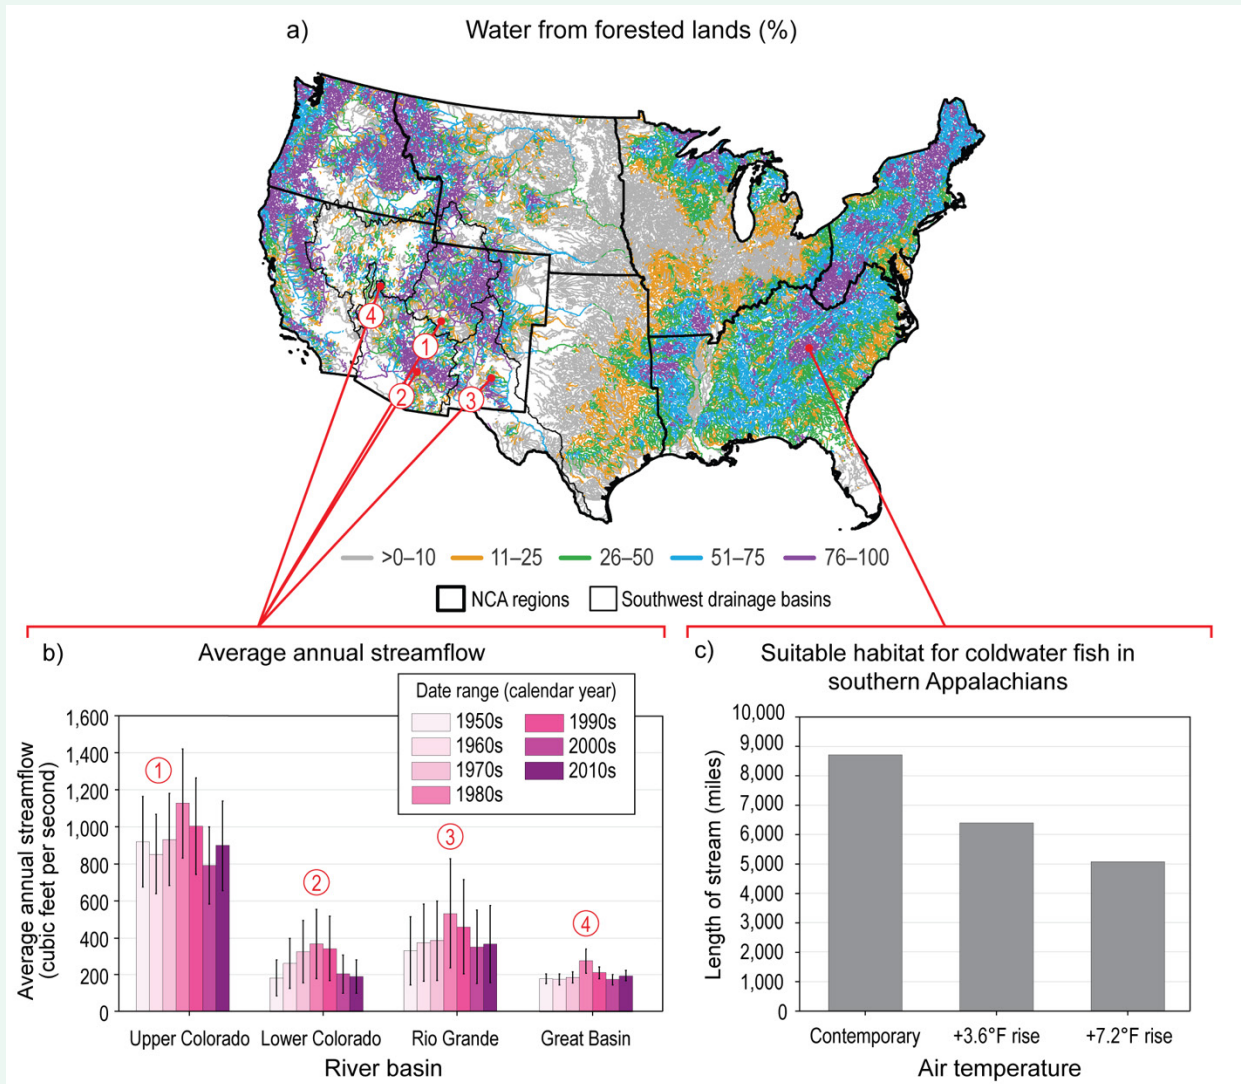 a) Water from forested lands (%)
4
1
2
3
>0–10 11–25 26–50 51–75 76–100
NCA regions Southwest drainage basins
b) Average annual streamflow
Date range (calendar year)
1950s 1990s
1960s 2000s
1970s 2010s
1980s
Average annual streamflow
(cubic feet per second)
1,600
1,400
1,200
1,000
800
600
400
200
0
1
2
3
4
Upper Colorado Lower Colorado Rio Grande Great Basin
River basin
c) Suitable habitat for coldwater fish in
southern Appalachians
Length of stream (miles)
10,000
9,000
8,000
7,000
6,000
5,000
4,000
3,000
2,000
1,000
0
Contemporary +3.6°F rise +7.2°F rise
Air temperature